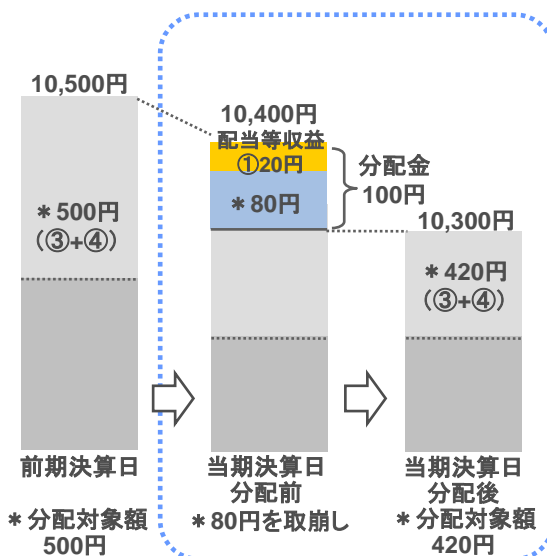 10,500円
＊500円
（③+④）
前期決算日
＊分配対象額
500円
10,400円
配当等収益
①20円
＊80円
分配金
100円
当期決算日
分配前
＊80円を取崩し
10,300円
＊420円
（③+④）
当期決算日
分配後
＊分配対象額
420円